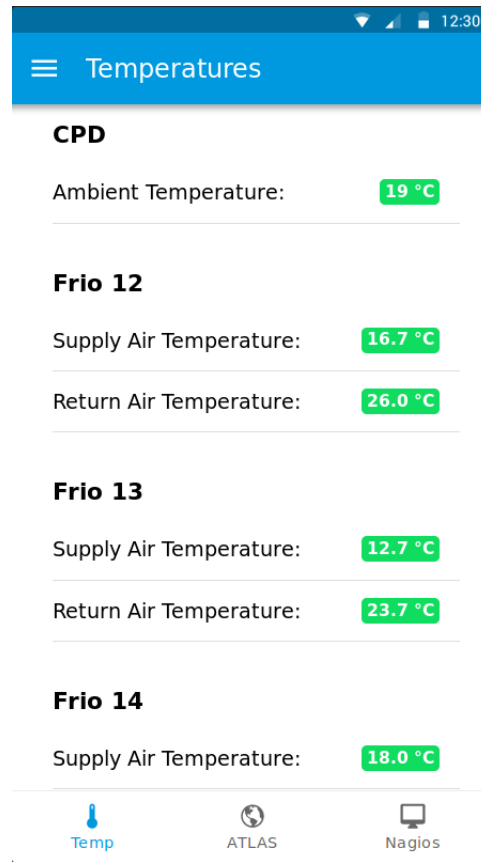 12:30
Temperatures
CPD
Ambient Temperature: 19 °C
Frio 12
Supply Air Temperature: 16.7 °C
Return Air Temperature: 26.0 °C
Frio 13
Supply Air Temperature: 12.7 °C
Return Air Temperature: 23.7 °C
Frio 14
Supply Air Temperature: 18.0 °C
Temp ATLAS Nagios